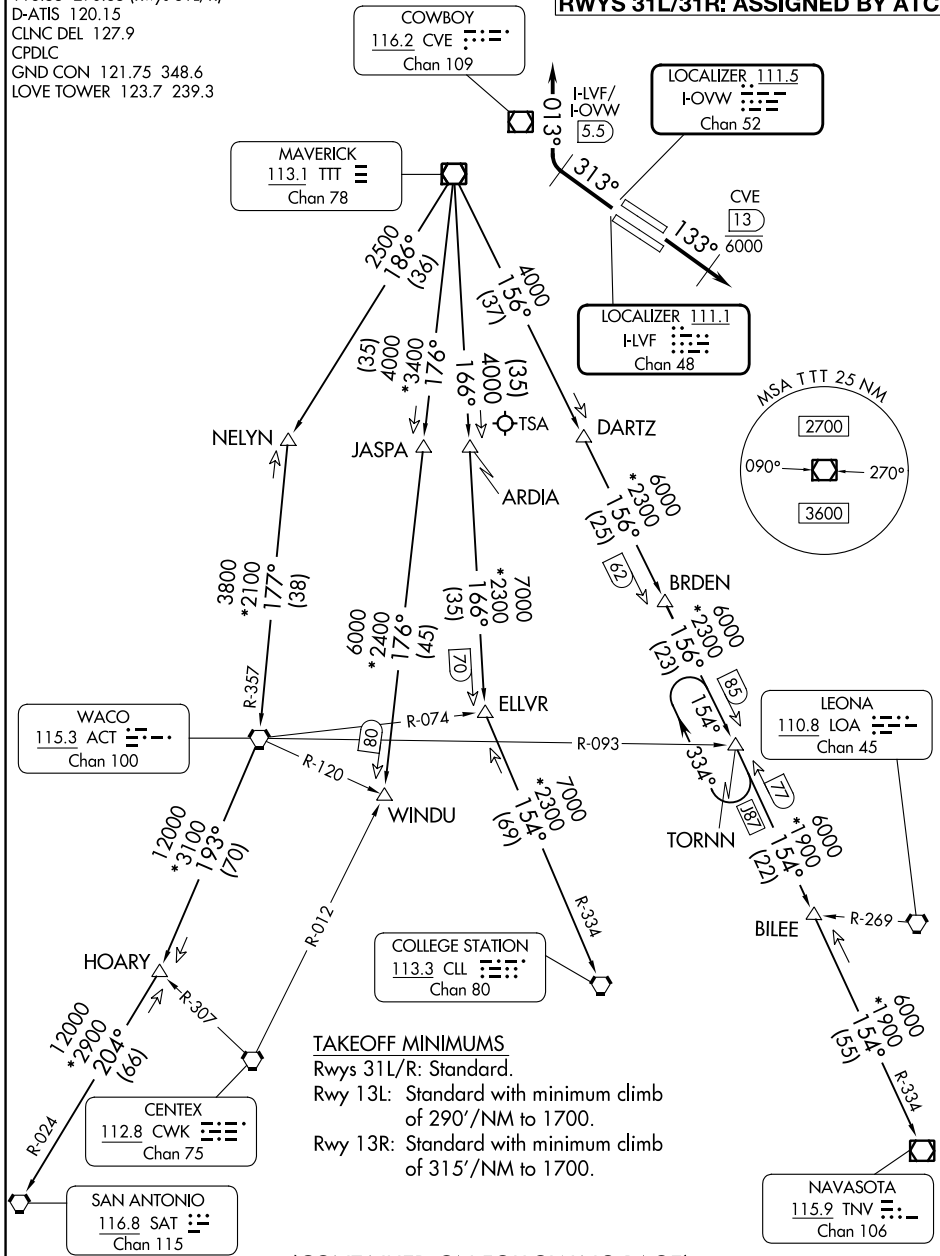 D-ATIS 120.15
CLNC DEL 127.9
CPDLC
GND CON 121.75 348.6
LOVE TOWER 123.7 239.3
RWYS 31L/31R: ASSIGNED BY ATC
COWBOY
116.2 CVE
Chan 109
I-LVF/
I-OVW
5.5
013°
313°
LOCALIZER 111.5
I-OVW
Chan 52
MAVERICK
113.1 TTT
Chan 78
CVE
13
6000
133°
LOCALIZER 111.1
I-LVF
Chan 48
2500
186°
(36)
(35)
4000
*3400
176°
(35)
4000
166°
4000
156°
(37)
TSA
MSA TTT 25 NM
2700
090°
270°
3600
NELYN
JASPA
ARDIA
DARTZ
3800
*2100
177°
(38)
R-357
6000
*2400
176°
(45)
80
7000
*2300
166°
(35)
70
6000
*2300
156°
(25)
62
BRDEN
6000
*2300
156°
(23)
85
154°
334°
WACO
115.3 ACT
Chan 100
R-074
ELLVR
R-093
R-120
WINDU
LEONA
110.8 LOA
Chan 45
TORNN
J87
77
6000
*1900
154°
(22)
12000
*3100
193°
(70)
R-012
7000
*2300
154°
(69)
R-334
BILEE
R-269
HOARY
R-307
COLLEGE STATION
113.3 CLL
Chan 80
12000
*2900
204°
(66)
R-024
6000
*1900
154°
(55)
R-334
CENTEX
112.8 CWK
Chan 75
SAN ANTONIO
116.8 SAT
Chan 115
TAKEOFF MINIMUMS
Rwys 31L/R: Standard.
Rwy 13L: Standard with minimum climb
of 290'/NM to 1700.
Rwy 13R: Standard with minimum climb
of 315'/NM to 1700.
NAVASOTA
115.9 TNV
Chan 106